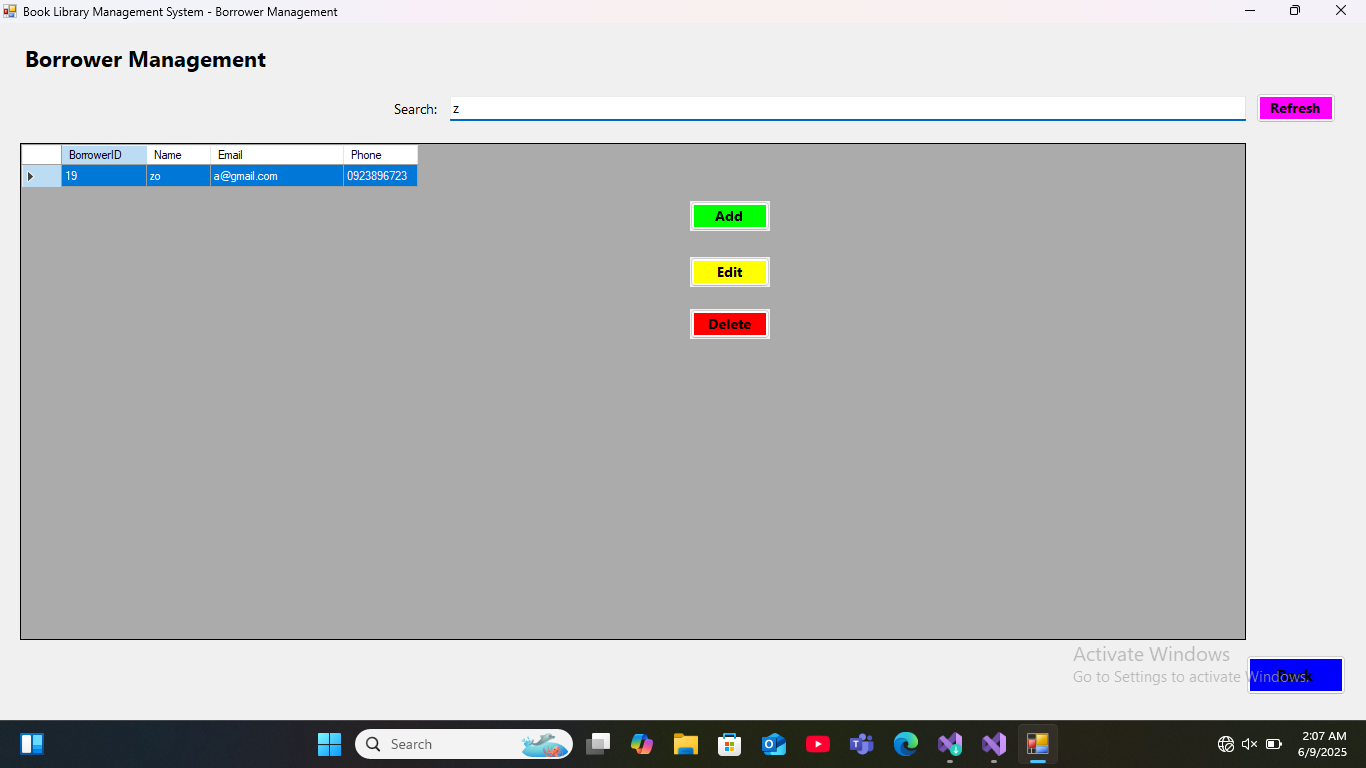 Book Library Management System - Borrower Management
Borrower Management
Search: z Refresh
BorrowerID Name Email Phone
19 zo a@gmail.com 0923896723
Add
Edit
Delete
Activate Windows
Go to Settings to activate Windows.
Back
Search
2:07 AM
6/9/2025